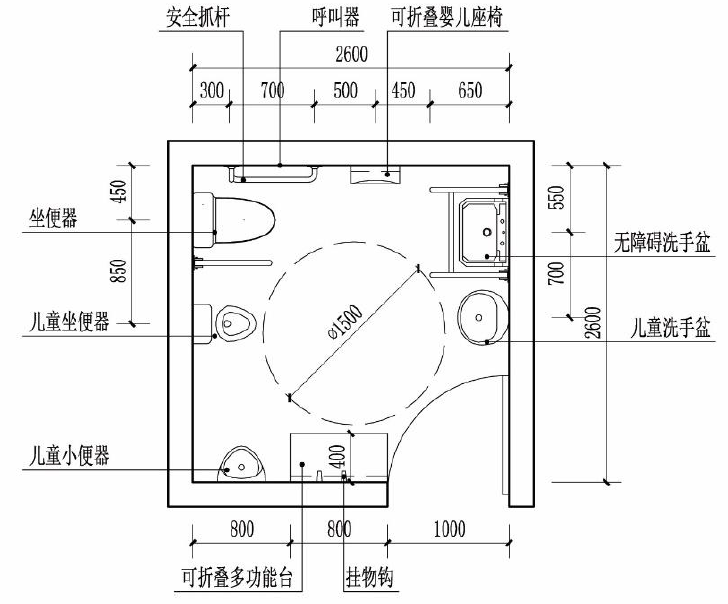 安全抓杆 呼叫器 可折叠婴儿座椅
2600
300 700 500 450 650
450
550
坐便器
无障碍洗手盆
850
700
儿童坐便器
ø1500
2600
儿童洗手盆
儿童小便器
400
800 800 1000
可折叠多功能台 挂物钩